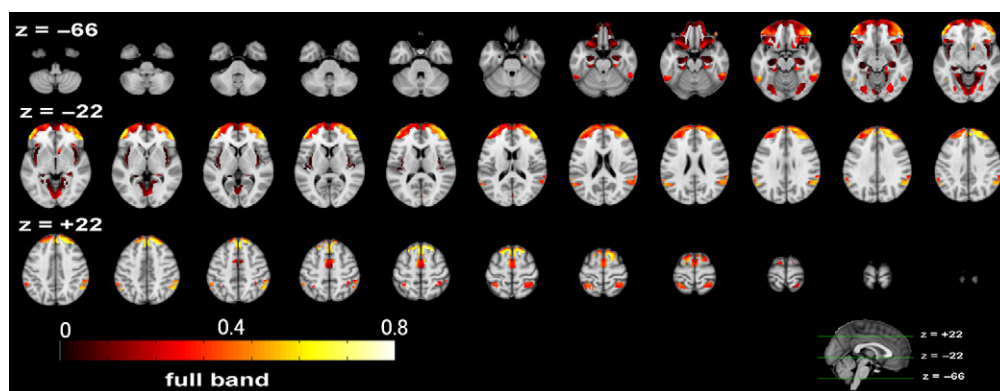 z = −66
z = −22
z = +22
0 0.4 0.8
full band
z = +22
z = −22
z = −66